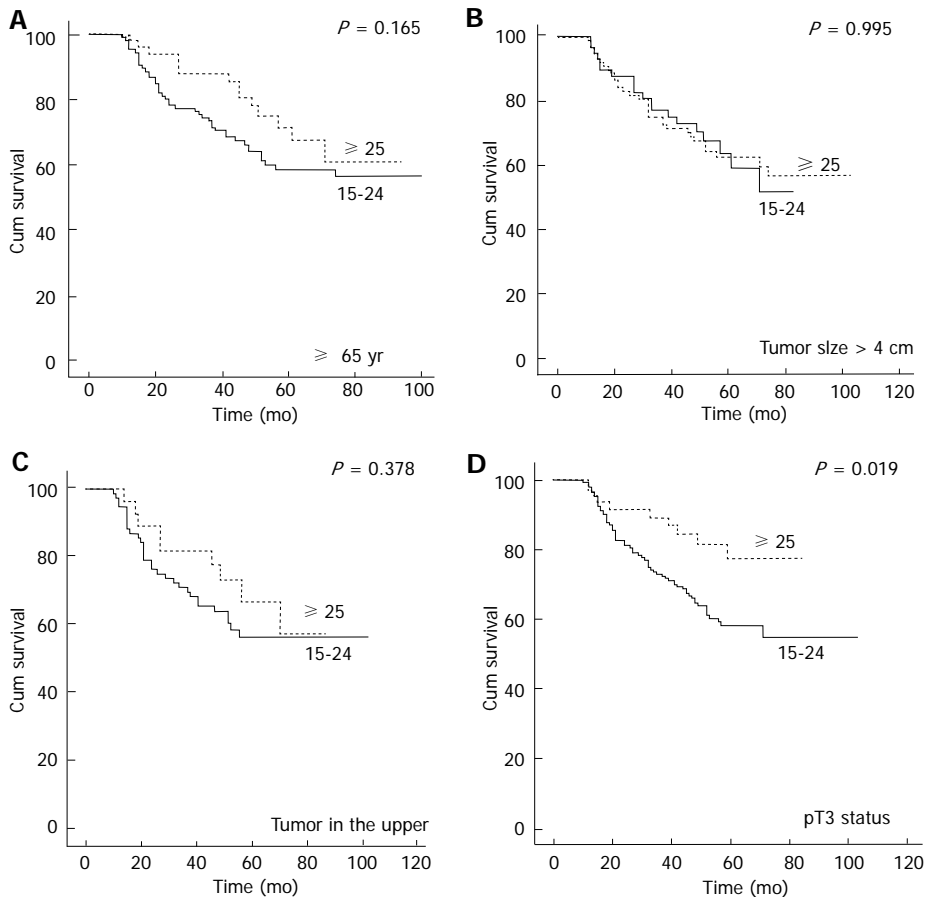 A
P = 0.165
100
80
60
40
20
0
Cum survival
⩾ 25
15-24
⩾ 65 yr
0 20 40 60 80 100
Time (mo)
B
P = 0.995
100
80
60
40
20
0
Cum survival
⩾ 25
15-24
Tumor sIze > 4 cm
0 20 40 60 80 100 120
Time (mo)
C
P = 0.378
100
80
60
40
20
0
Cum survival
⩾ 25
15-24
Tumor in the upper
0 20 40 60 80 100 120
Time (mo)
D
P = 0.019
100
80
60
40
20
0
Cum survival
⩾ 25
15-24
pT3 status
0 20 40 60 80 100 120
Time (mo)